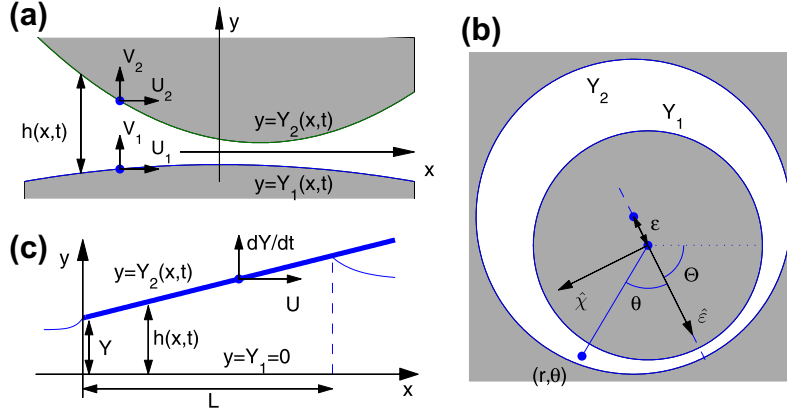 (a)
y
V2
U2
h(x,t)
y=Y2(x,t)
V1
U1
x
y=Y1(x,t)
(b)
Y2
Y1
ε
Θ
θ
χ̂
ε̂
(r,θ)
(c)
y
dY/dt
y=Y2(x,t)
U
Y
h(x,t)
y=Y1=0
x
L